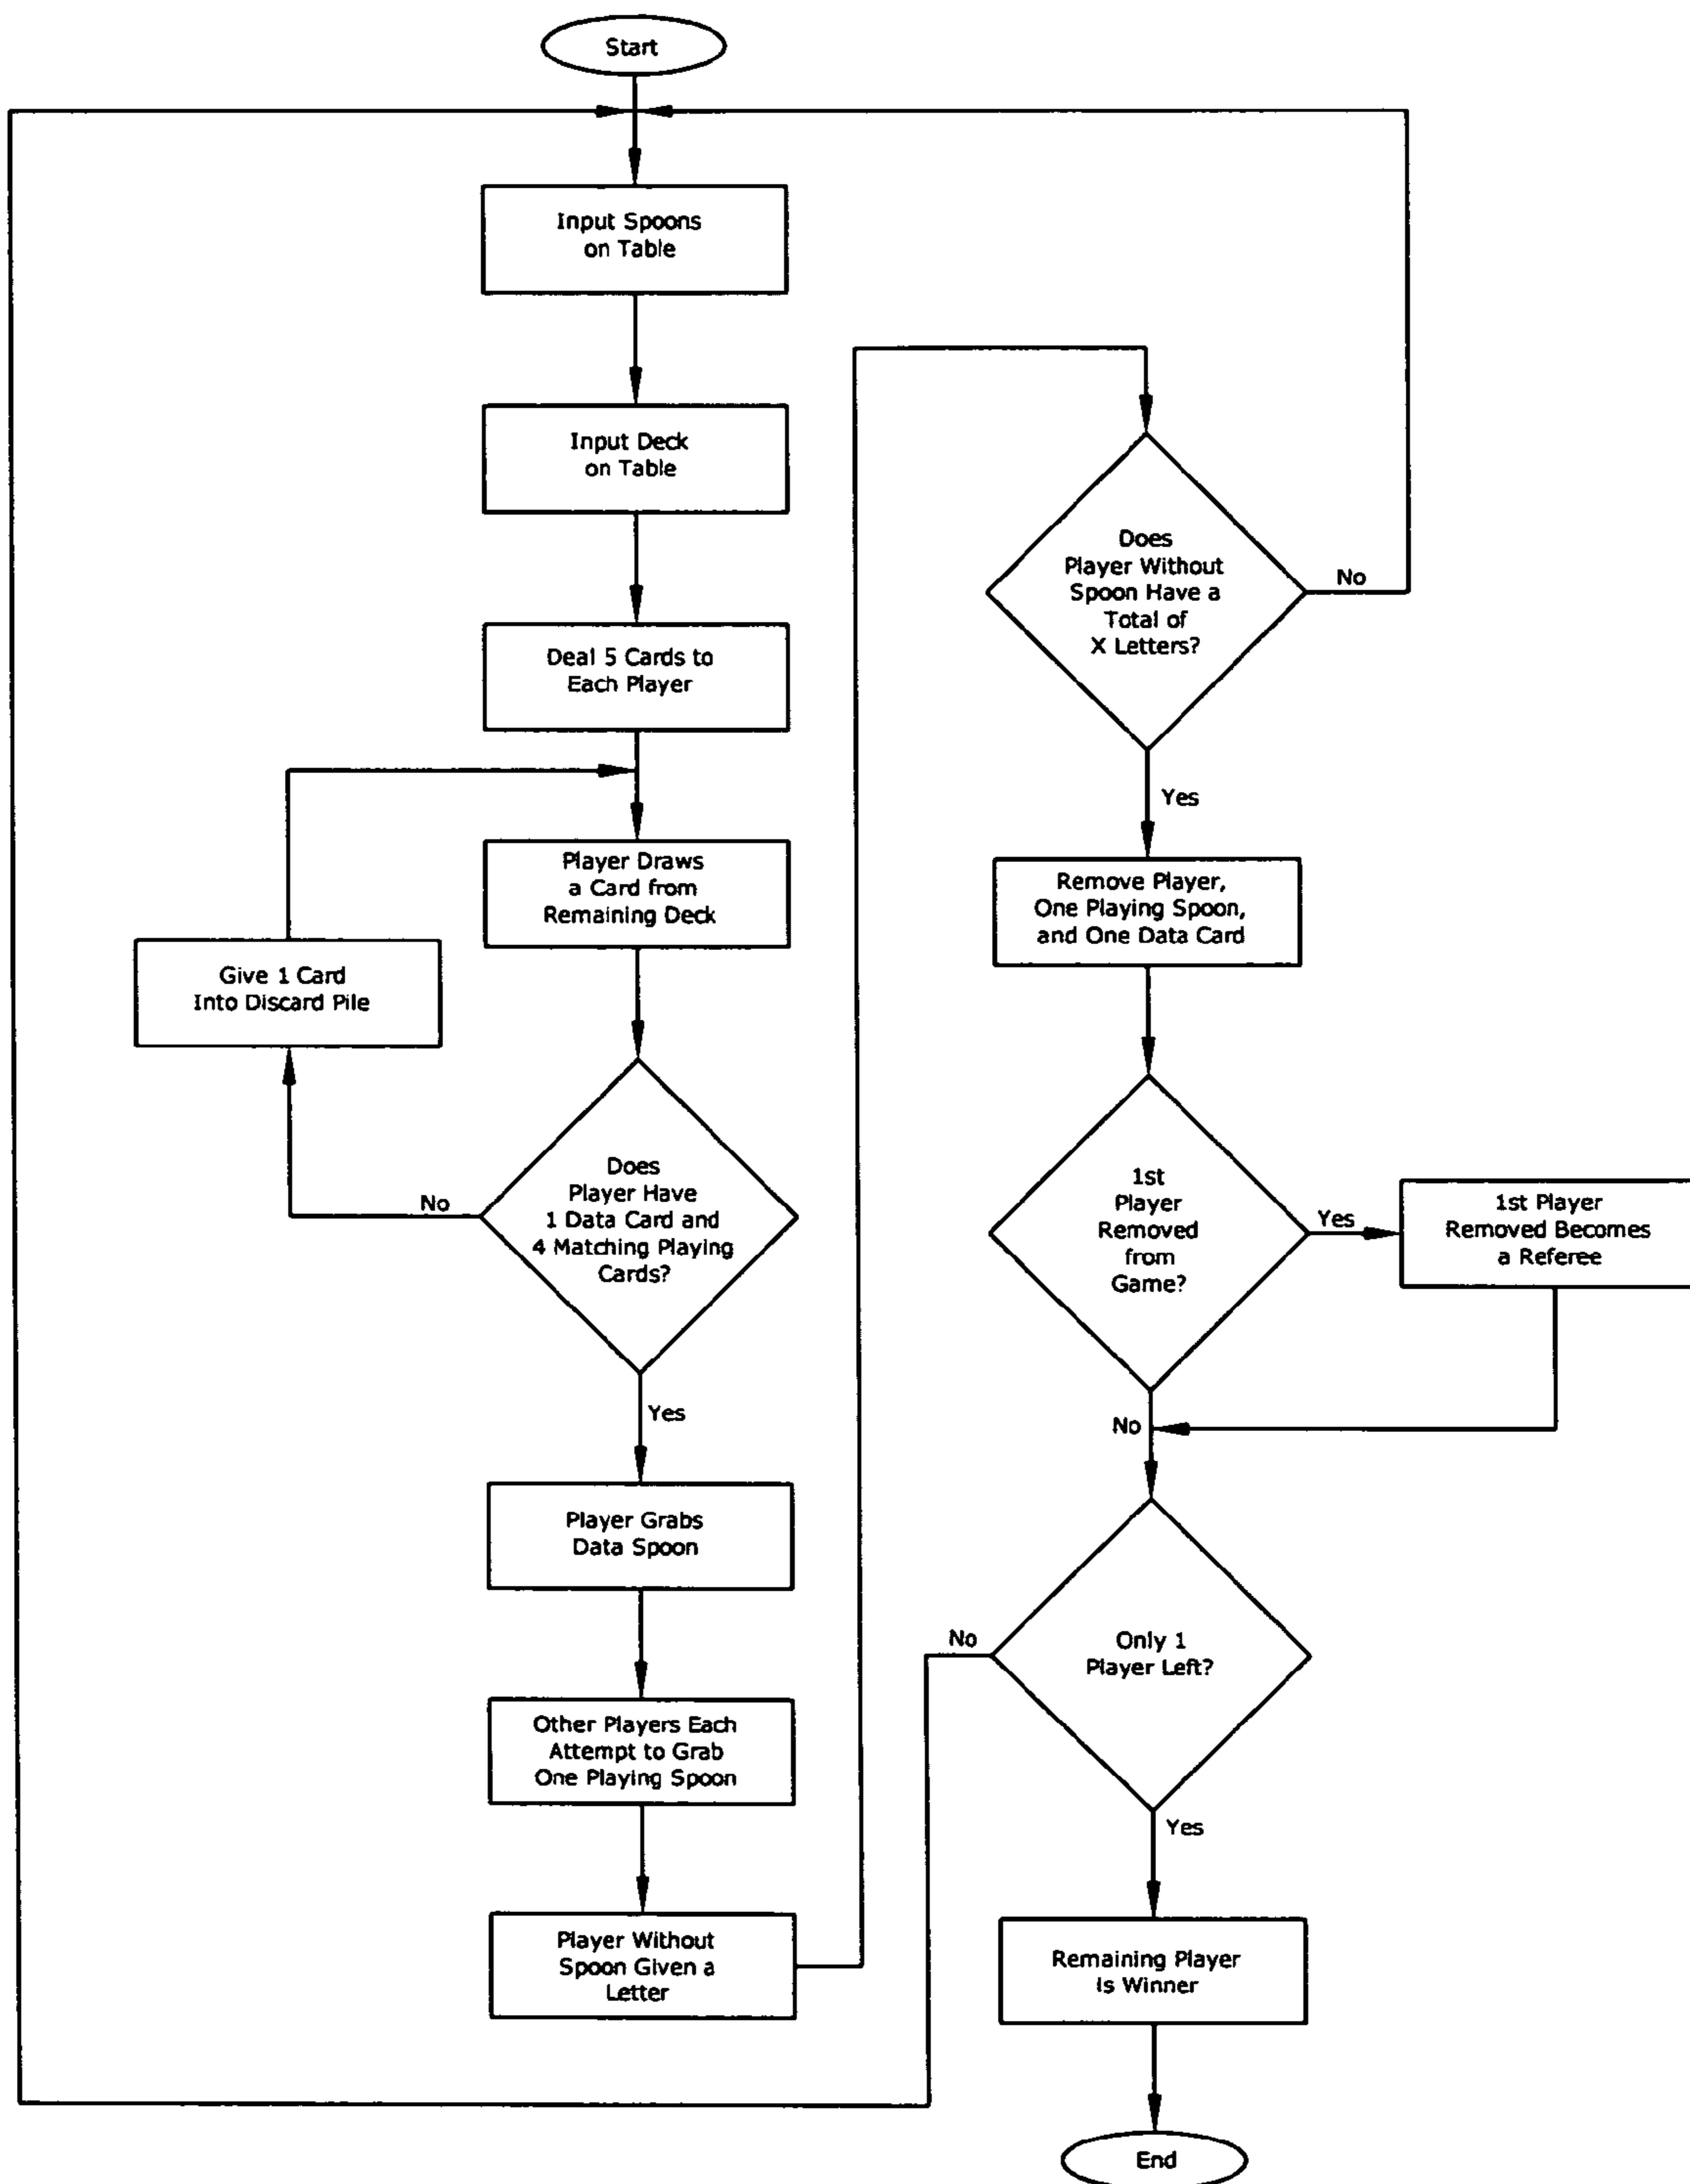 Start
Input Spoons
on Table
Input Deck
on Table
Deal 5 Cards to
Each Player
Player Draws
a Card from
Remaining Deck
Give 1 Card
Into Discard Pile
Does
Player Have
1 Data Card and
4 Matching Playing
Cards?
No
Yes
Player Grabs
Data Spoon
Other Players Each
Attempt to Grab
One Playing Spoon
Player Without
Spoon Given a
Letter
Does
Player Without
Spoon Have a
Total of
X Letters?
No
Yes
Remove Player,
One Playing Spoon,
and One Data Card
1st
Player
Removed
from
Game?
Yes
1st Player
Removed Becomes
a Referee
No
Only 1
Player Left?
No
Yes
Remaining Player
is Winner
End